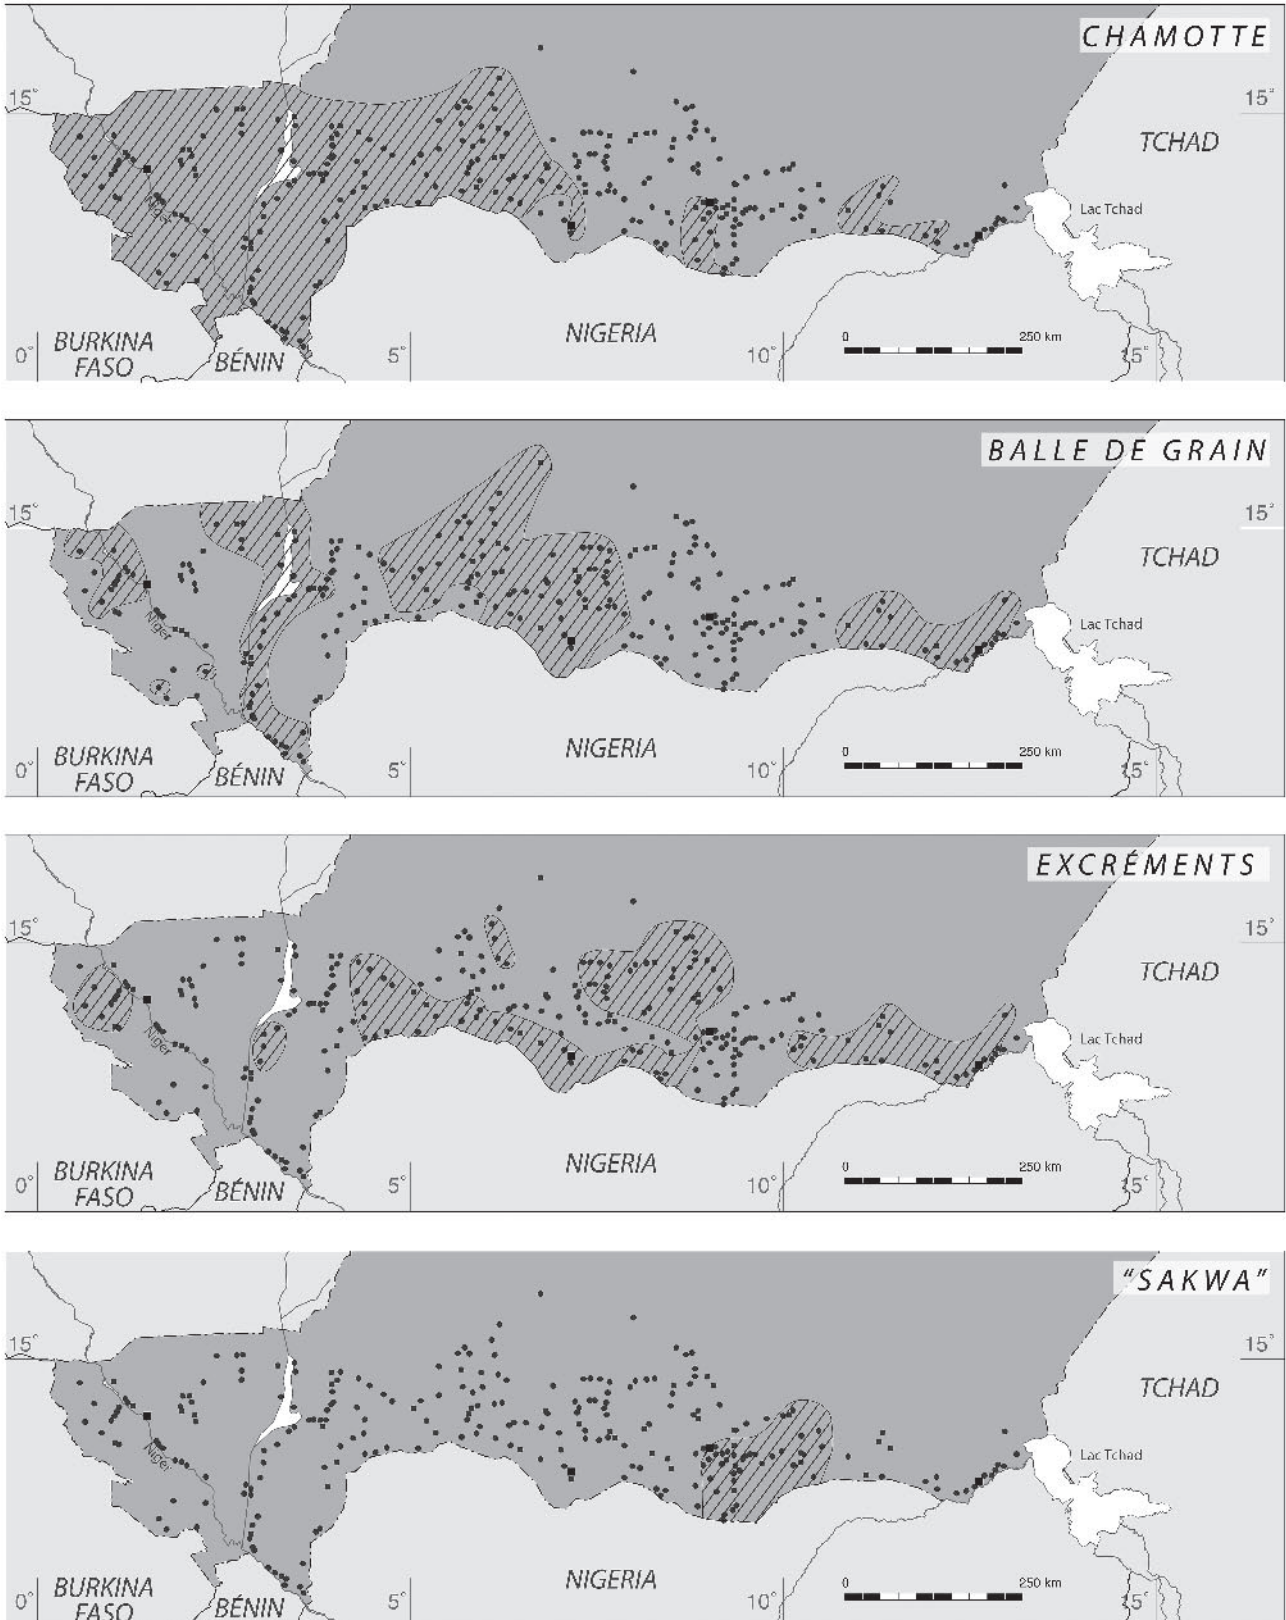 CHAMOTTE
15°
15°
TCHAD
Niger
Lac Tchad
NIGERIA
0
250 km
BURKINA
FASO
BÉNIN
0°
5°
10°
15°
BALLE DE GRAIN
15°
15°
TCHAD
Niger
Lac Tchad
NIGERIA
0
250 km
BURKINA
FASO
BÉNIN
0°
5°
10°
15°
EXCRÉMENTS
15°
15°
TCHAD
Niger
Lac Tchad
NIGERIA
0
250 km
BURKINA
FASO
BÉNIN
0°
5°
10°
15°
“SAKWA”
15°
15°
TCHAD
Niger
Lac Tchad
NIGERIA
0
250 km
BURKINA
FASO
BÉNIN
0°
5°
10°
15°